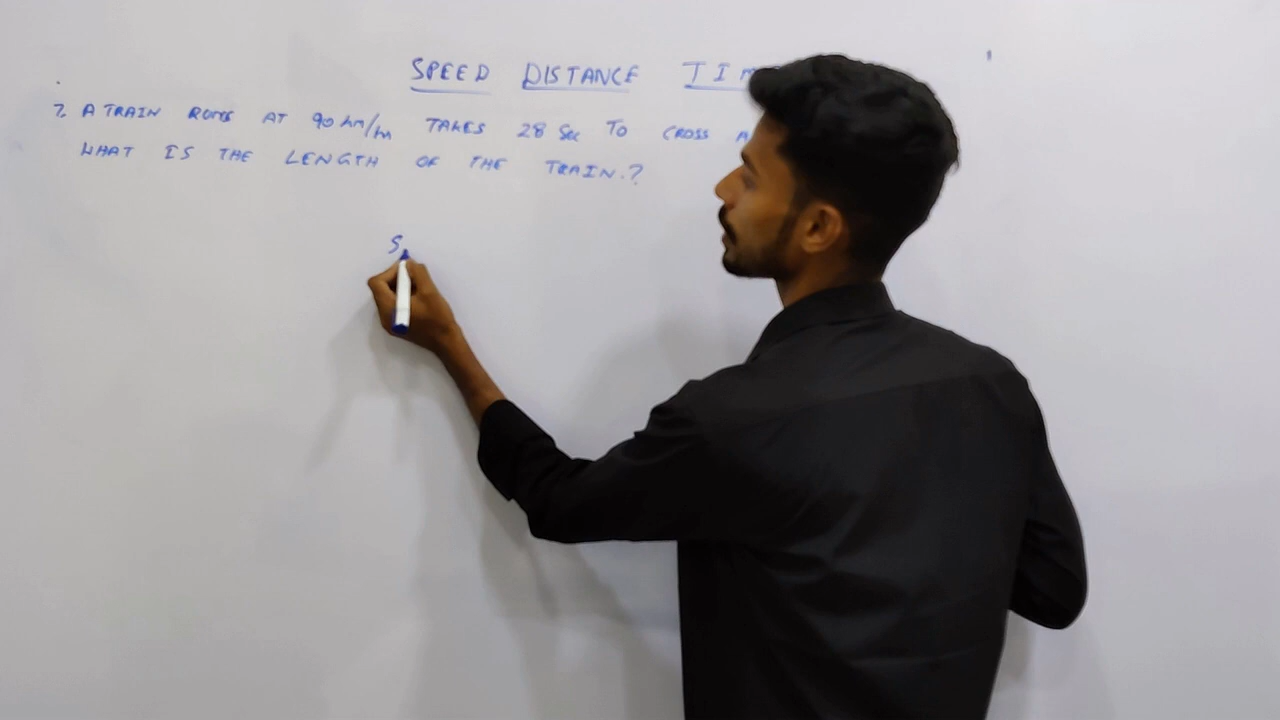 SPEED DISTANCE TIM
7. A TRAIN RUNS AT 90 km/h TAKES 28 Sec TO CROSS A
WHAT IS THE LENGTH OF THE TRAIN.?
S